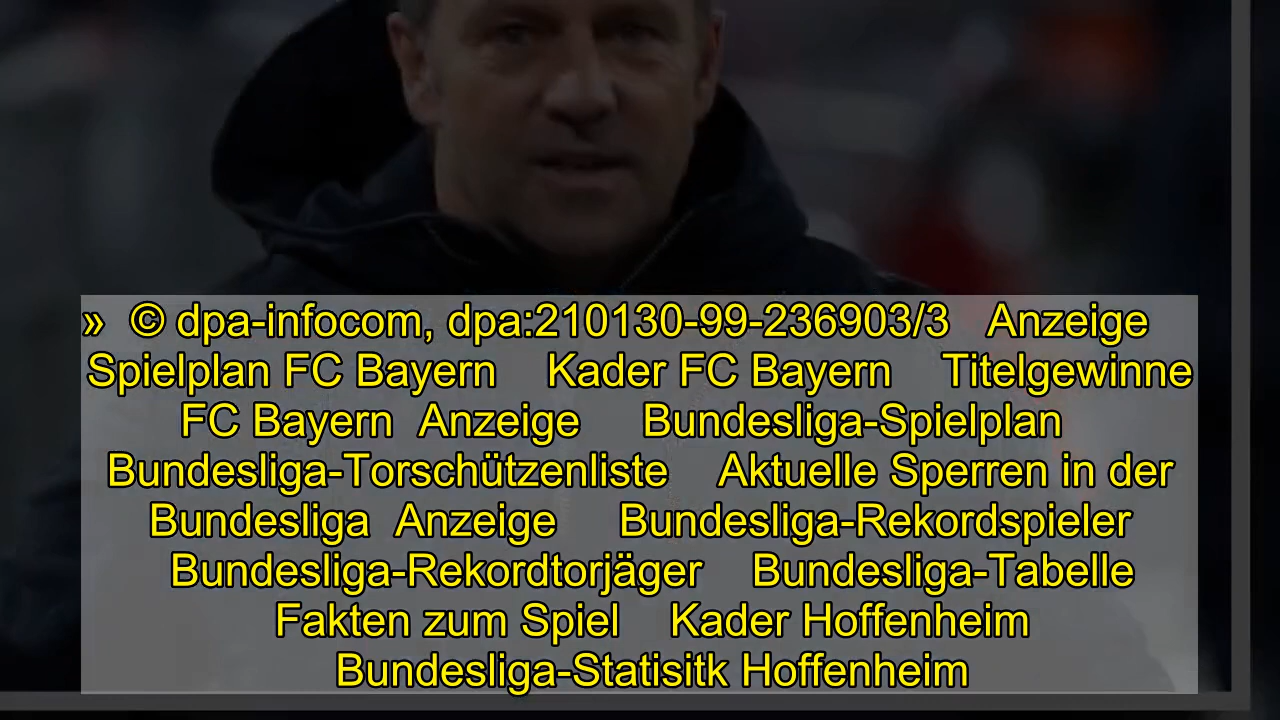 » © dpa-infocom, dpa:210130-99-236903/3 Anzeige
Spielplan FC Bayern Kader FC Bayern Titelgewinne
FC Bayern Anzeige Bundesliga-Spielplan
Bundesliga-Torschützenliste Aktuelle Sperren in der
Bundesliga Anzeige Bundesliga-Rekordspieler
Bundesliga-Rekordtorjäger Bundesliga-Tabelle
Fakten zum Spiel Kader Hoffenheim
Bundesliga-Statisitk Hoffenheim